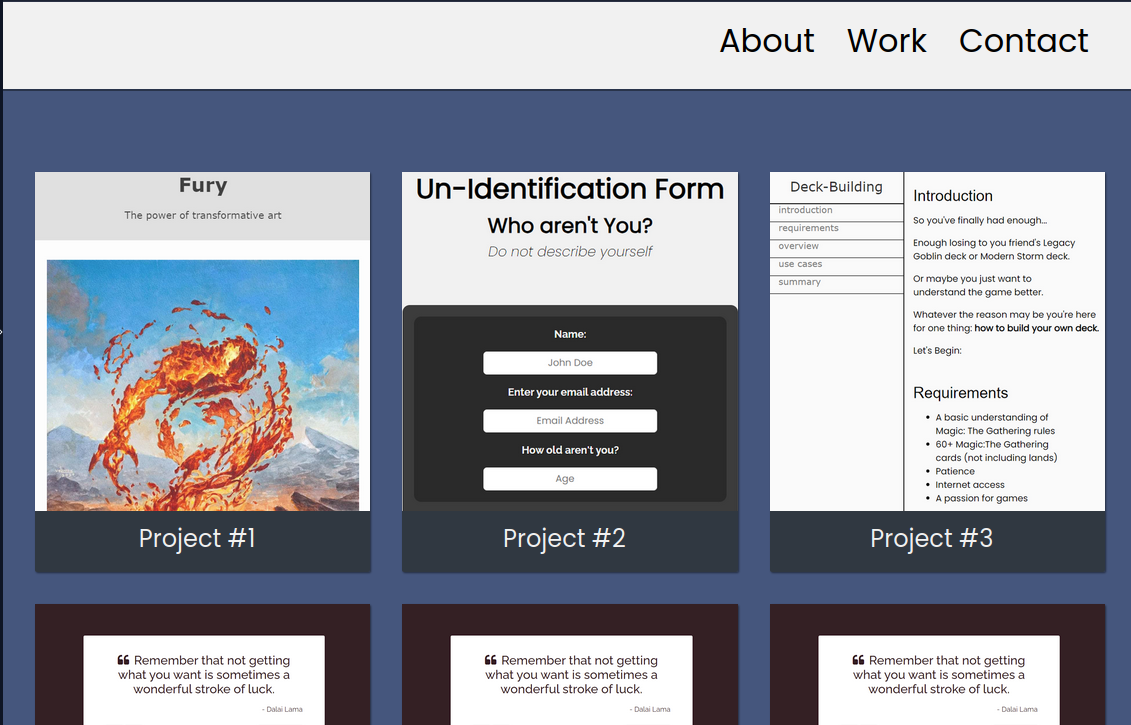 About Work Contact
Fury
The power of transformative art
Un-Identification Form
Who aren't You?
Do not describe yourself
Name:
John Doe
Enter your email address:
Email Address
How old aren't you?
Age
Deck-Building
introduction
requirements
overview
use cases
summary
Introduction
So you've finally had enough...
Enough losing to you friend's Legacy
Goblin deck or Modern Storm deck.
Or maybe you just want to
understand the game better.
Whatever the reason may be you're here
for one thing: how to build your own deck.
Let's Begin:
Requirements
• A basic understanding of
Magic: The Gathering rules
• 60+ Magic:The Gathering
cards (not including lands)
• Patience
• Internet access
• A passion for games
Project #1
Project #2
Project #3
❝ Remember that not getting
what you want is sometimes a
wonderful stroke of luck.
- Dalai Lama
❝ Remember that not getting
what you want is sometimes a
wonderful stroke of luck.
- Dalai Lama
❝ Remember that not getting
what you want is sometimes a
wonderful stroke of luck.
- Dalai Lama